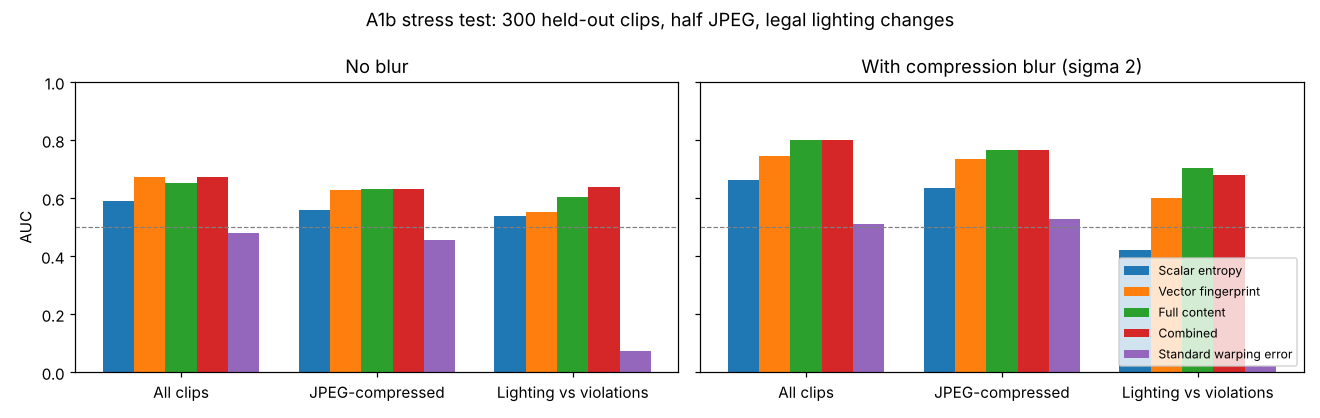 A1b stress test: 300 held-out clips, half JPEG, legal lighting changes
No blur
AUC
1.0
0.8
0.6
0.4
0.2
0.0
All clips
JPEG-compressed
Lighting vs violations
With compression blur (sigma 2)
Scalar entropy
Vector fingerprint
Full content
Combined
Standard warping error
All clips
JPEG-compressed
Lighting vs violations